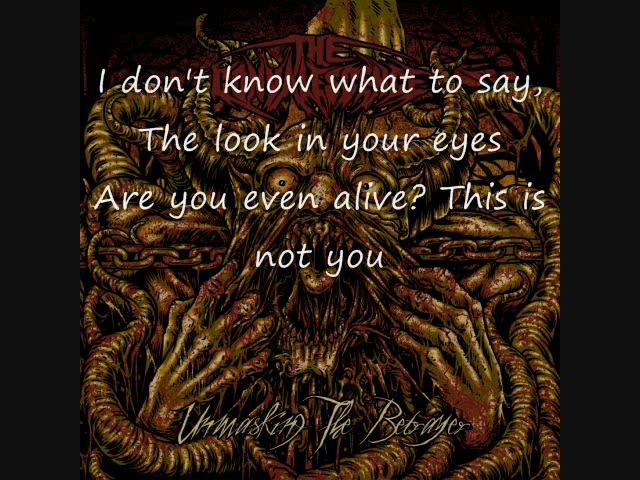 THE
I don't know what to say,
The look in your eyes
Are you even alive? This is
not you
Unmasking The Betrayer